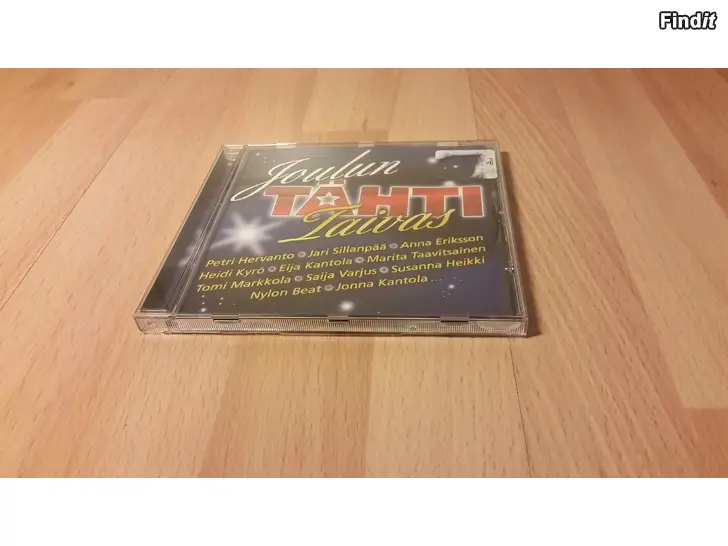 Findit
Joulun
TÄHTI
Taivas
Petri Hervanto Jari Sillanpää Anna Eriksson
Heidi Kyrö Eija Kantola Marita Taavitsainen
Tomi Markkola Saija Varjus Susanna Heikki
Nylon Beat Jonna Kantola ...